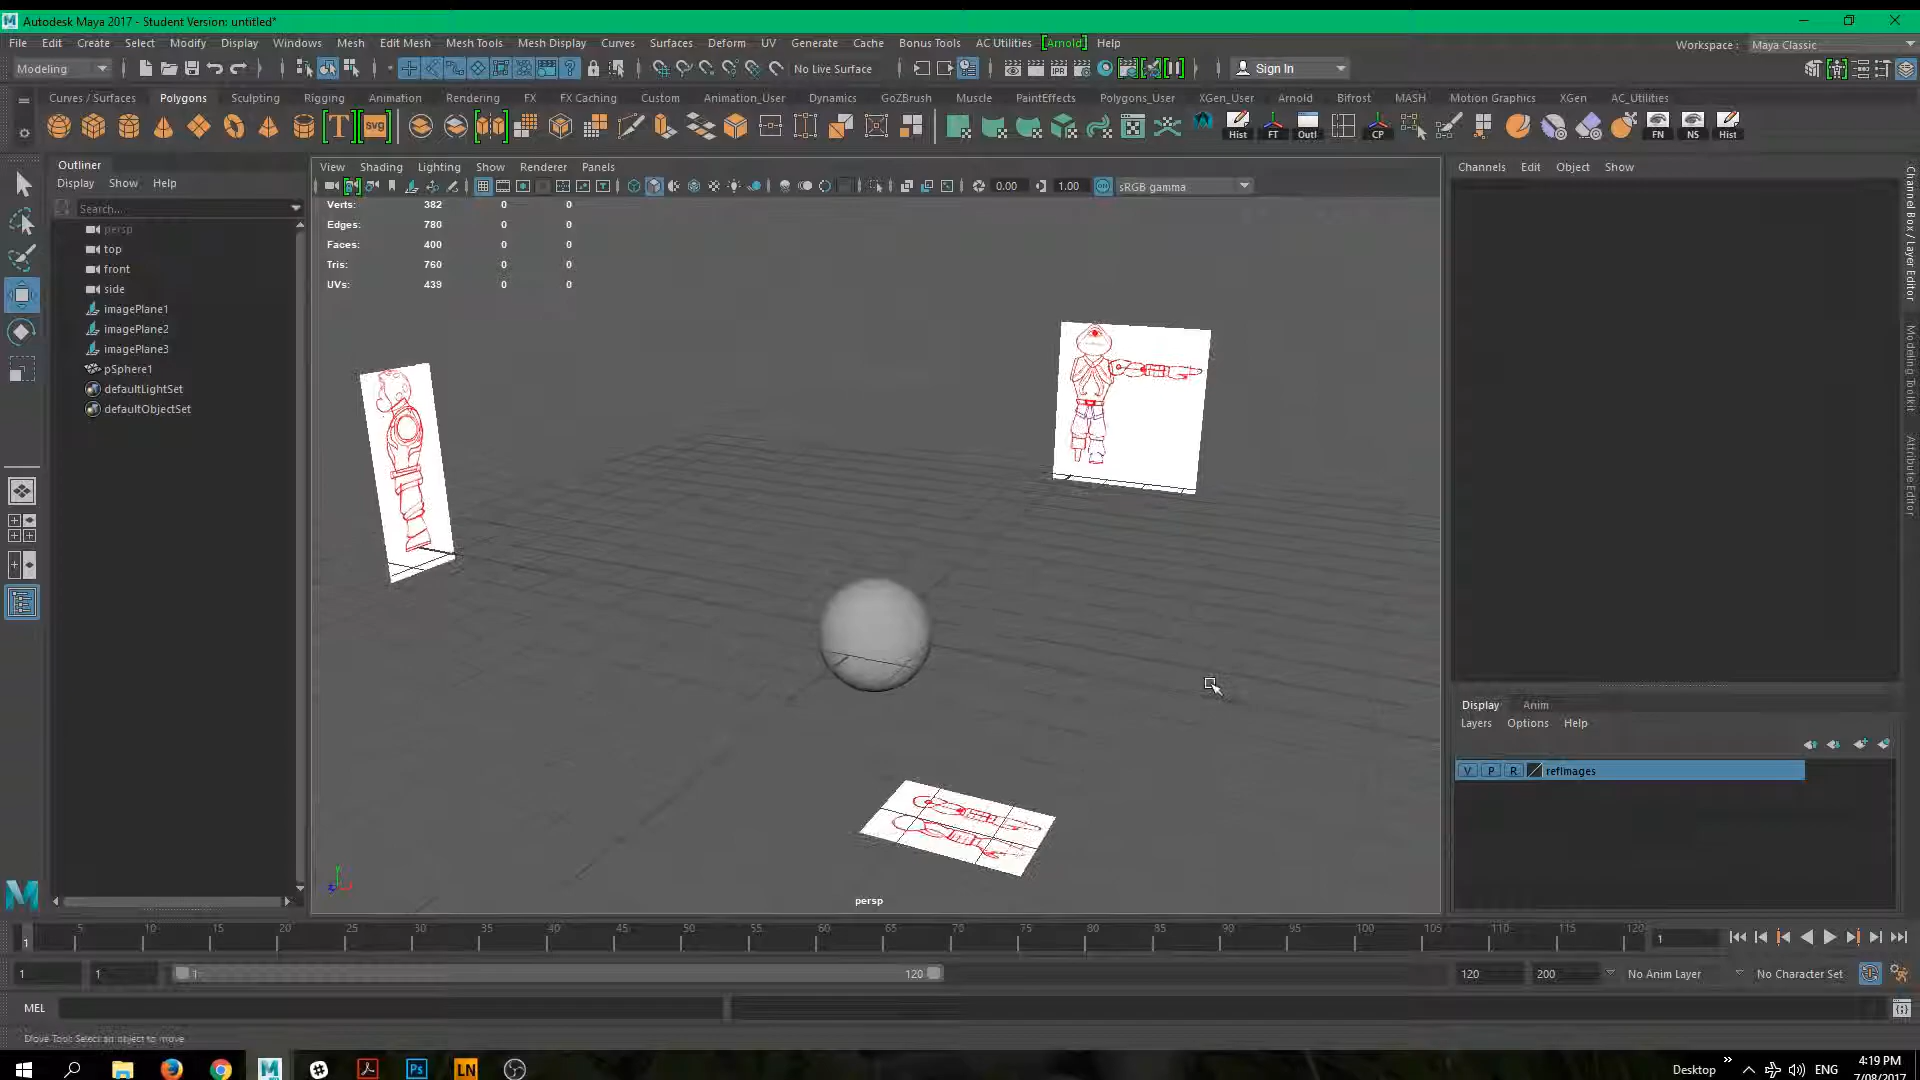 Autodesk Maya 2017 - Student Version: untitled*
File Edit Create Select Modify Display Windows Mesh Edit Mesh Mesh Tools Mesh Display Curves Surfaces Deform UV Generate Cache Bonus Tools AC Utilities [Arnold] Help
Workspace : Maya Classic
Modeling
No Live Surface
Sign In
Curves / Surfaces Polygons Sculpting Rigging Animation Rendering FX FX Caching Custom Animation_User Dynamics GoZBrush Muscle PaintEffects Polygons_User XGen_User Arnold Bifrost MASH Motion Graphics XGen AC_Utilities
T svg Hist FT Outl CP FN NS Hist
Outliner
Display Show Help
Search...
persp
top
front
side
imagePlane1
imagePlane2
imagePlane3
pSphere1
defaultLightSet
defaultObjectSet
View Shading Lighting Show Renderer Panels
0.00 1.00 ON sRGB gamma
Verts: 382 0 0
Edges: 780 0 0
Faces: 400 0 0
Tris: 760 0 0
UVs: 439 0 0
persp
Channels Edit Object Show
Channel Box / Layer Editor
Modeling Toolkit
Attribute Editor
Display Anim
Layers Options Help
V P R refImages
1 5 10 15 20 25 30 35 40 45 50 55 60 65 70 75 80 85 90 95 100 105 110 115 120
1
1 1 1 120 120 200 No Anim Layer No Character Set
MEL
Move Tool: Select an object to move.
M Ps LN Desktop » ENG 4:19 PM
7/08/2017